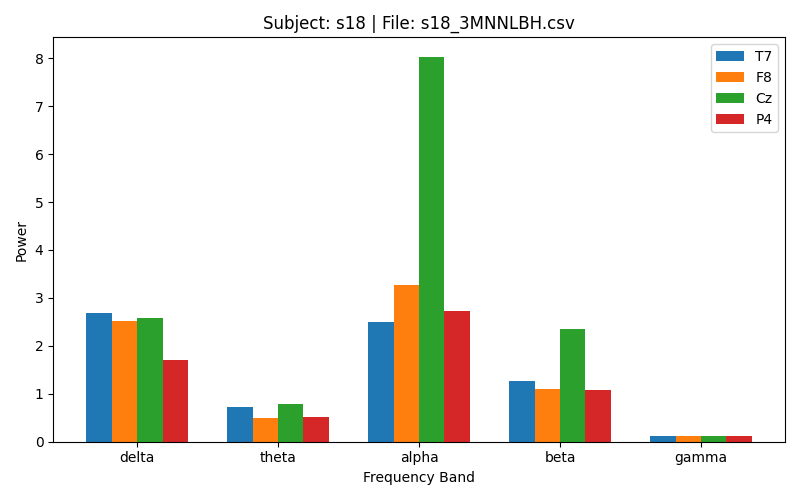 Subject: s18 | File: s18_3MNNLBH.csv
T7
F8
Cz
P4
Power
8
7
6
5
4
3
2
1
0
delta theta alpha beta gamma
Frequency Band